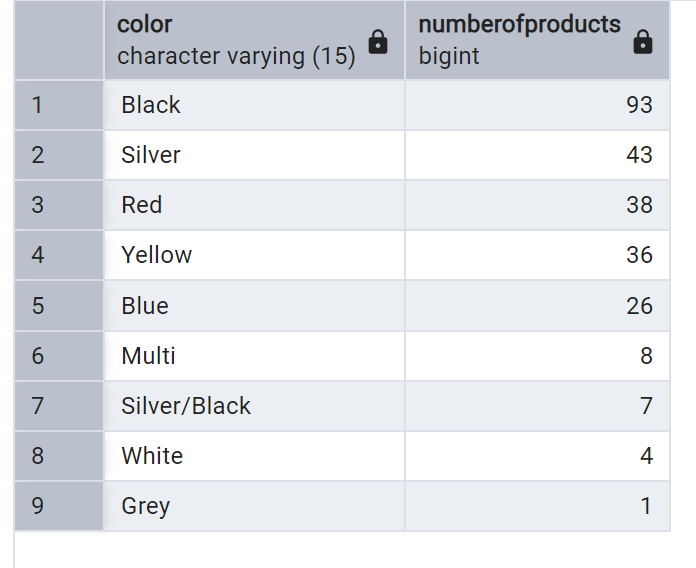 color numberofproducts
character varying (15) bigint
1 Black 93
2 Silver 43
3 Red 38
4 Yellow 36
5 Blue 26
6 Multi 8
7 Silver/Black 7
8 White 4
9 Grey 1